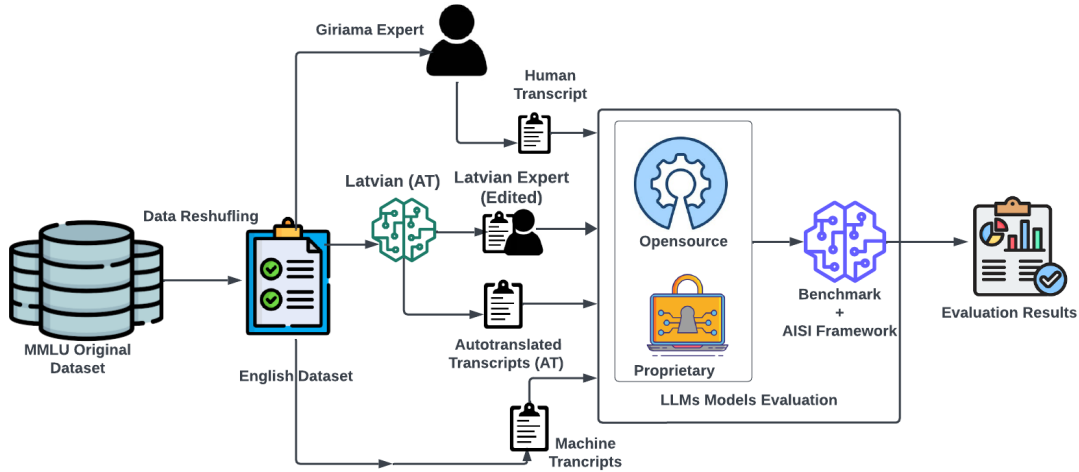 Giriama Expert
Human
Transcript
Latvian (AT)
Latvian Expert
(Edited)
Data Reshufling
Opensource
Benchmark
+
AISI Framework
Evaluation Results
MMLU Original
Dataset
English Dataset
Autotranslated
Transcripts (AT)
Proprietary
LLMs Models Evaluation
Machine
Trancripts